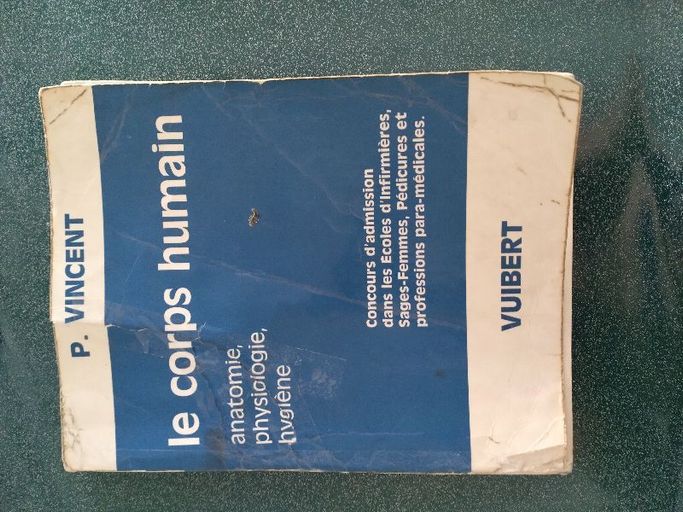 P. VINCENT
le corps humain
anatomie,
physiologie,
hygiène
Concours d'admission
dans les Écoles d'Infirmières,
Sages-Femmes, Pédicures et
professions para-médicales.
VUIBERT